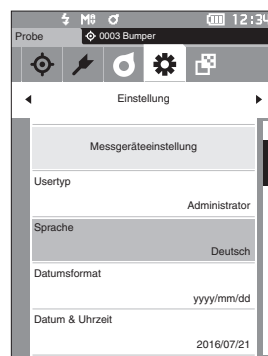 M 12:34
Probe 0003 Bumper
Einstellung
Messgeräteeinstellung
Usertyp
Administrator
Sprache
Deutsch
Datumsformat
yyyy/mm/dd
Datum & Uhrzeit
2016/07/21